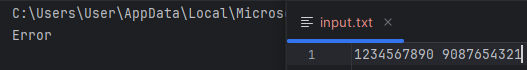 C:\Users\User\AppData\Local\Micros
Error
input.txt
1 1234567890 9087654321